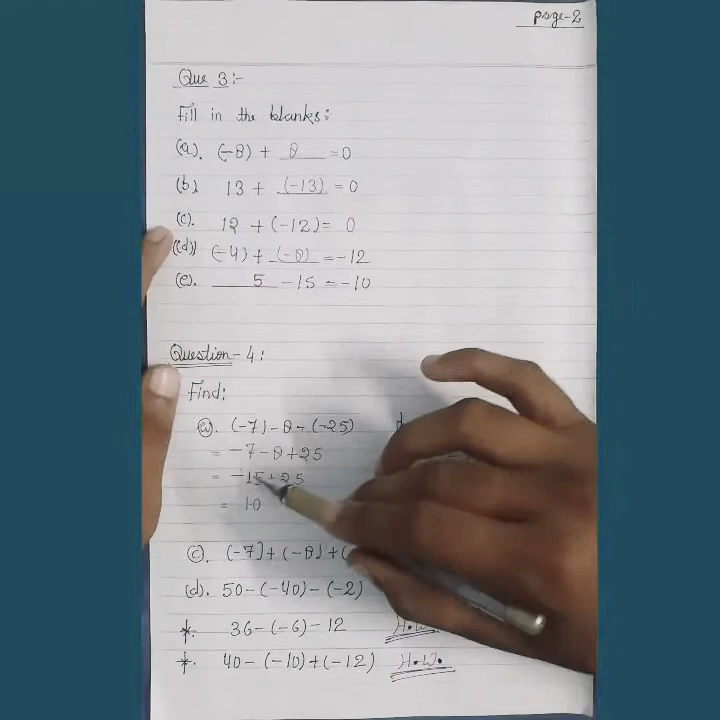 page-2
Que 3:-
Fill in the blanks:
(a). (-8) + 8 = 0
(b) 13 + (-13) = 0
(c). 12 + (-12) = 0
(d) (-4) + (-8) = -12
(e). 5 - 15 = -10
Question-4:
Find:
(a). (-7) - 8 - (-25)
= -7 - 8 + 25
= -15 + 25
= 10
(c). (-7) + (-8) + (
(d). 50 - (-40) - (-2)
*. 36 - (-6) - 12 H.W.
*. 40 - (-10) + (-12) H.W.